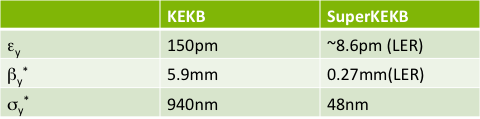 KEKB SuperKEKB
εy 150pm ~8.6pm (LER)
βy* 5.9mm 0.27mm(LER)
σy* 940nm 48nm